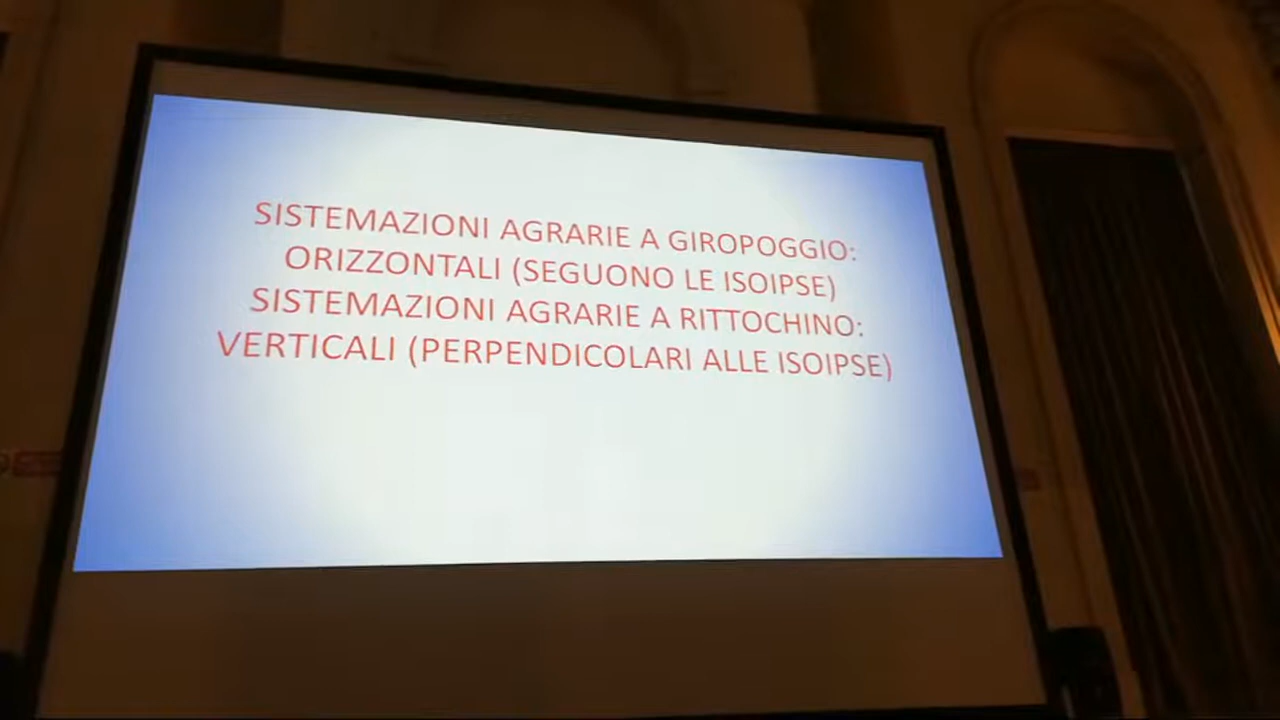 SISTEMAZIONI AGRARIE A GIROPOGGIO:
ORIZZONTALI (SEGUONO LE ISOIPSE)
SISTEMAZIONI AGRARIE A RITTOCHINO:
VERTICALI (PERPENDICOLARI ALLE ISOIPSE)